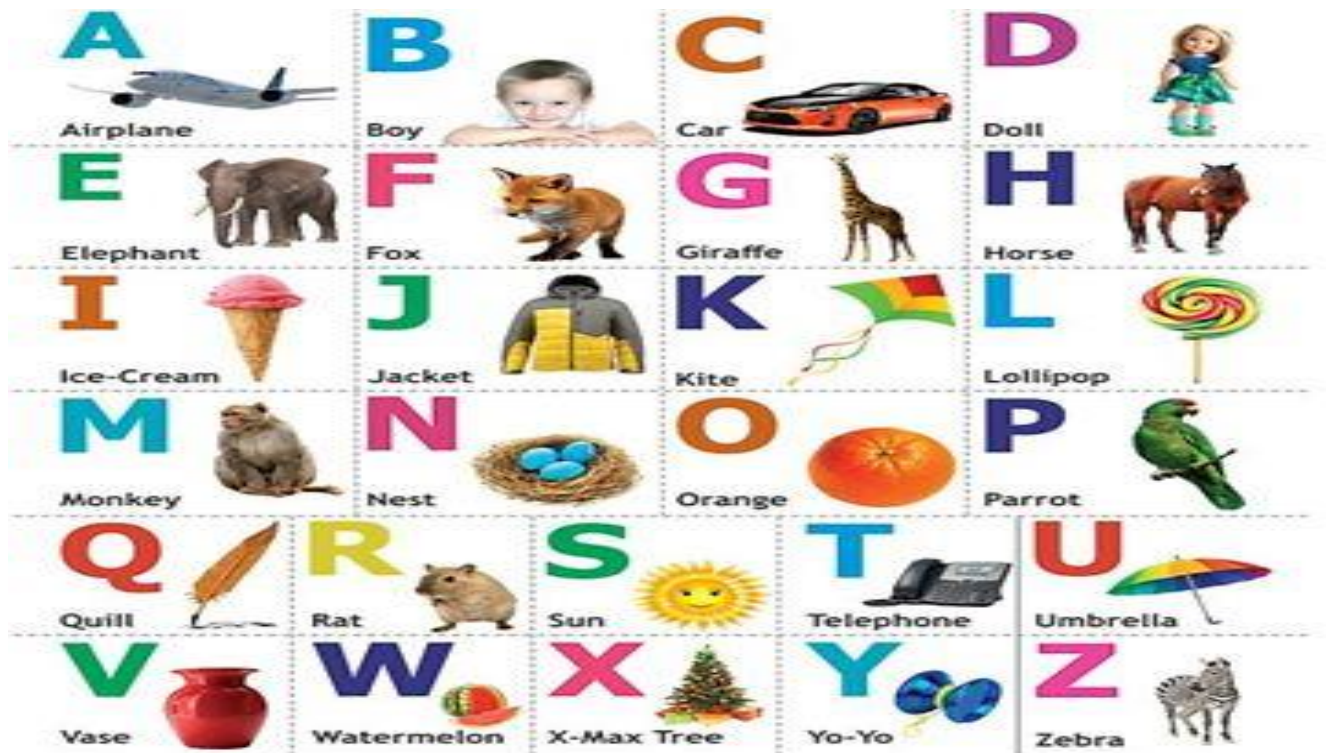 A B C D
Airplane Boy Car Doll
E F G H
Elephant Fox Giraffe Horse
I J K L
Ice-Cream Jacket Kite Lollipop
M N O P
Monkey Nest Orange Parrot
Q R S T U
Quill Rat Sun Telephone Umbrella
V W X Y Z
Vase Watermelon X-Max Tree Yo-Yo Zebra